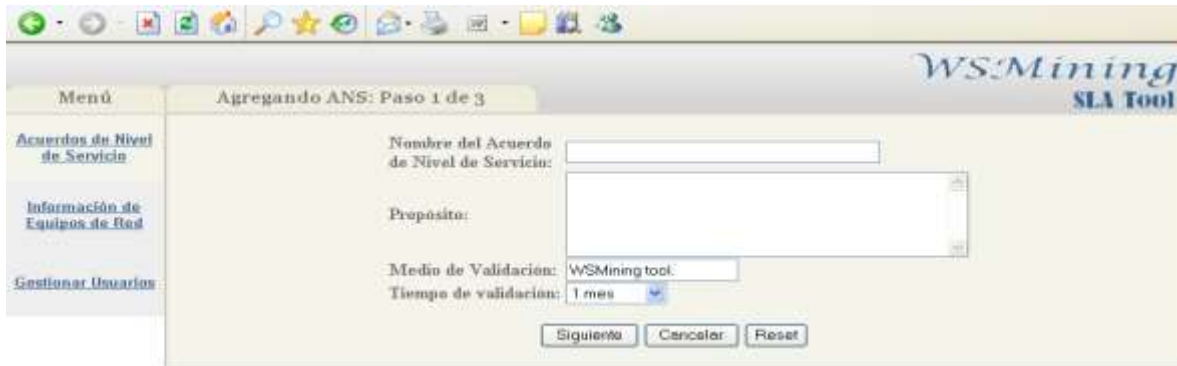 WS:Mining
SLA Tool
Menú
Agregando ANS: Paso 1 de 3
Acuerdos de Nivel
de Servicio
Información de
Equipos de Red
Gestionar Usuarios
Nombre del Acuerdo
de Nivel de Servicio:
Proposito:
Medio de Validación: WSMining tool.
Tiempo de validacion: 1 mes
Siguiente Cancelar Reset